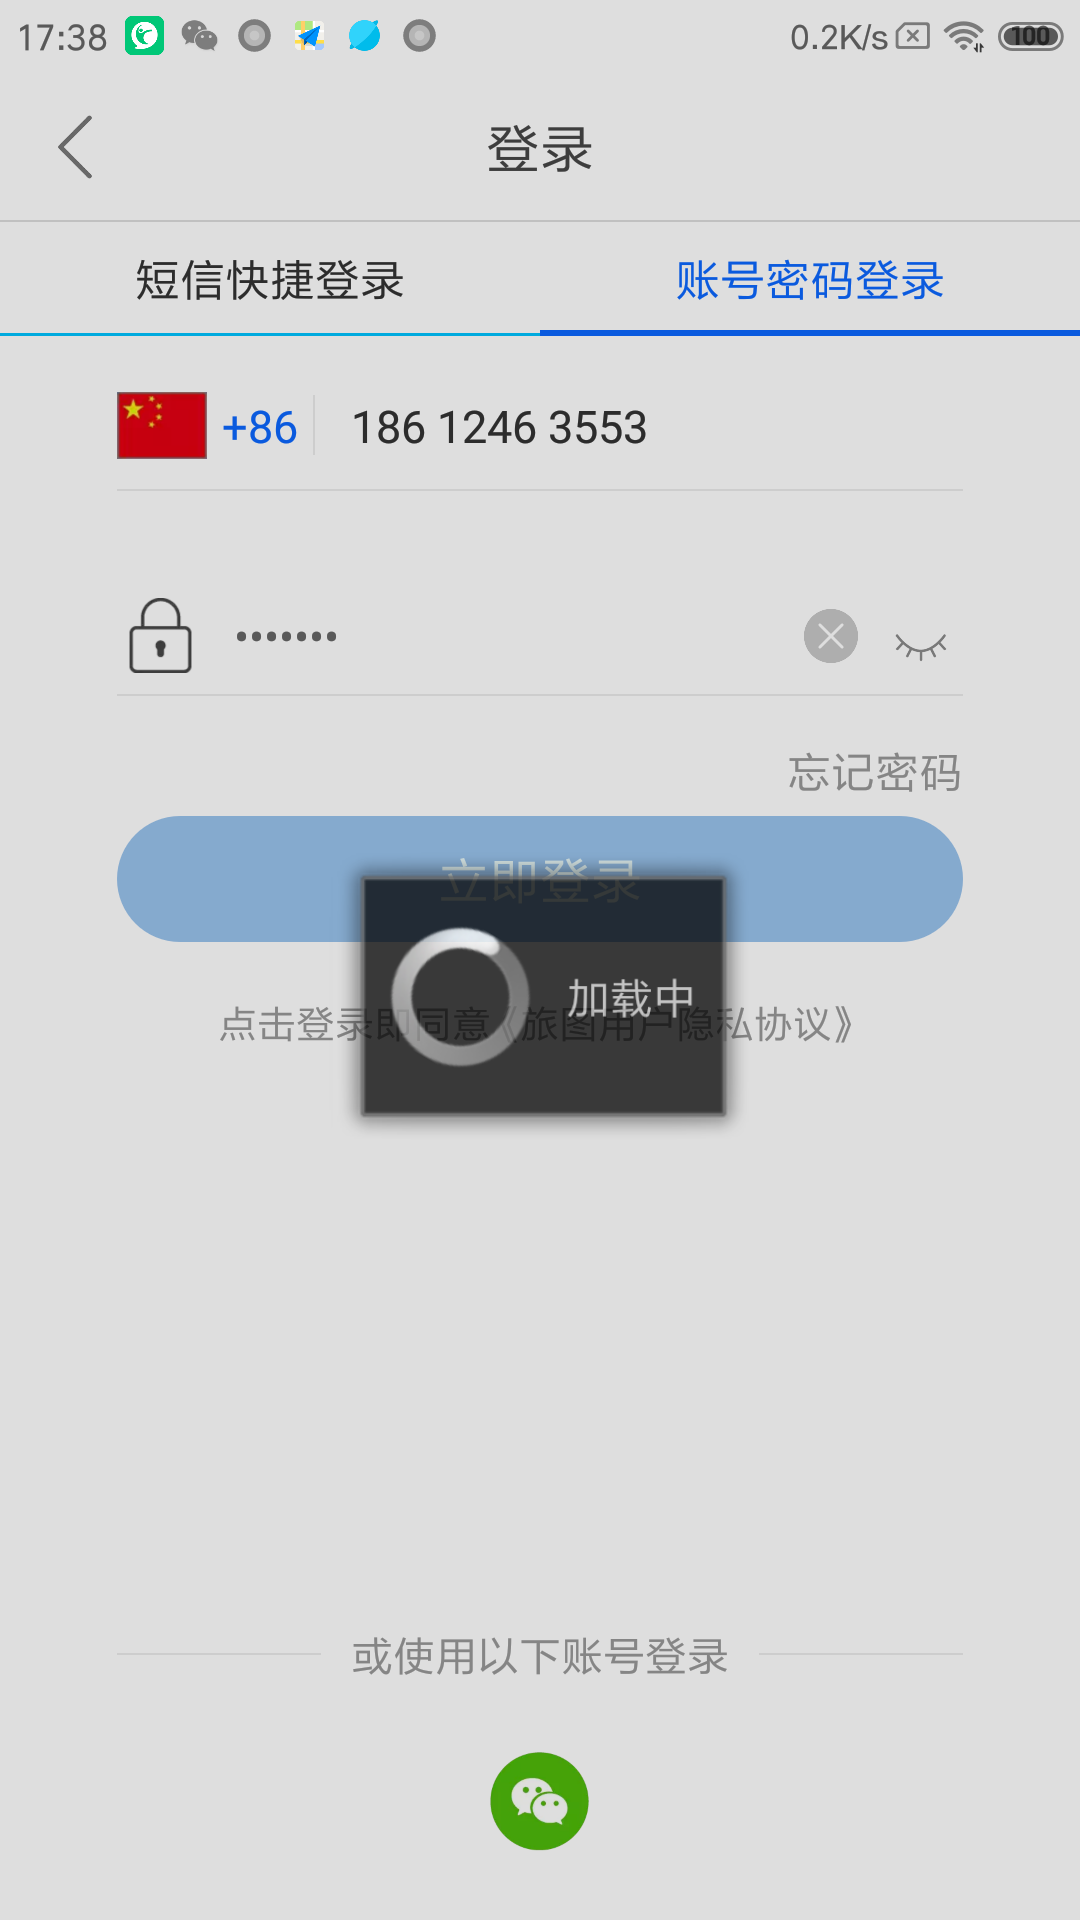 17:38 0.2K/s 100
登录
短信快捷登录 账号密码登录
+86 186 1246 3553
•••••••
忘记密码
立即登录
加载中
点击登录即同意《旅图用户隐私协议》
或使用以下账号登录